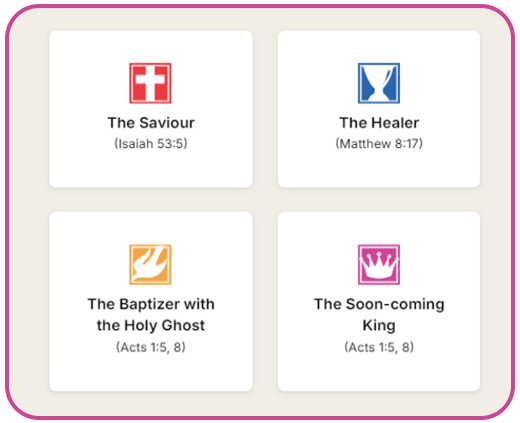 The Saviour
(Isaiah 53:5)
The Healer
(Matthew 8:17)
The Baptizer with
the Holy Ghost
(Acts 1:5, 8)
The Soon-coming
King
(Acts 1:5, 8)